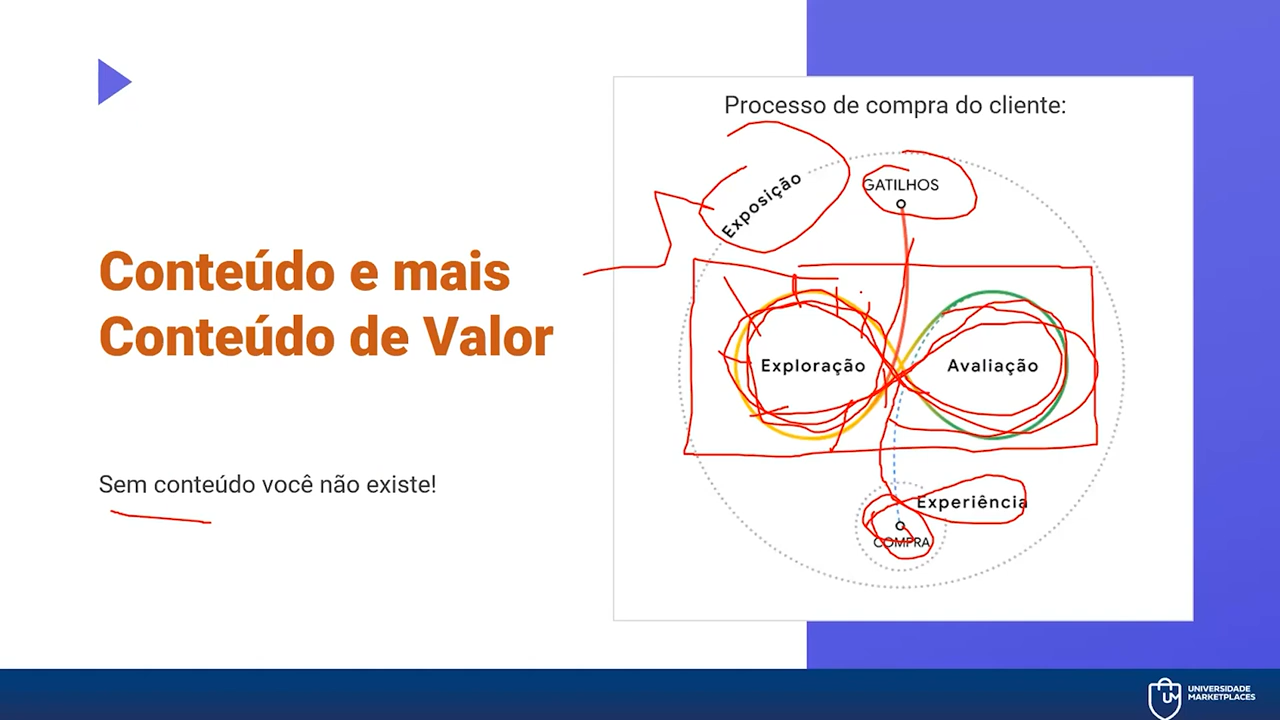 Conteúdo e mais
Conteúdo de Valor
Sem conteúdo você não existe!
Processo de compra do cliente:
Exposição
GATILHOS
Exploração
Avaliação
Experiência
COMPRA
UM
UNIVERSIDADE
MARKETPLACES